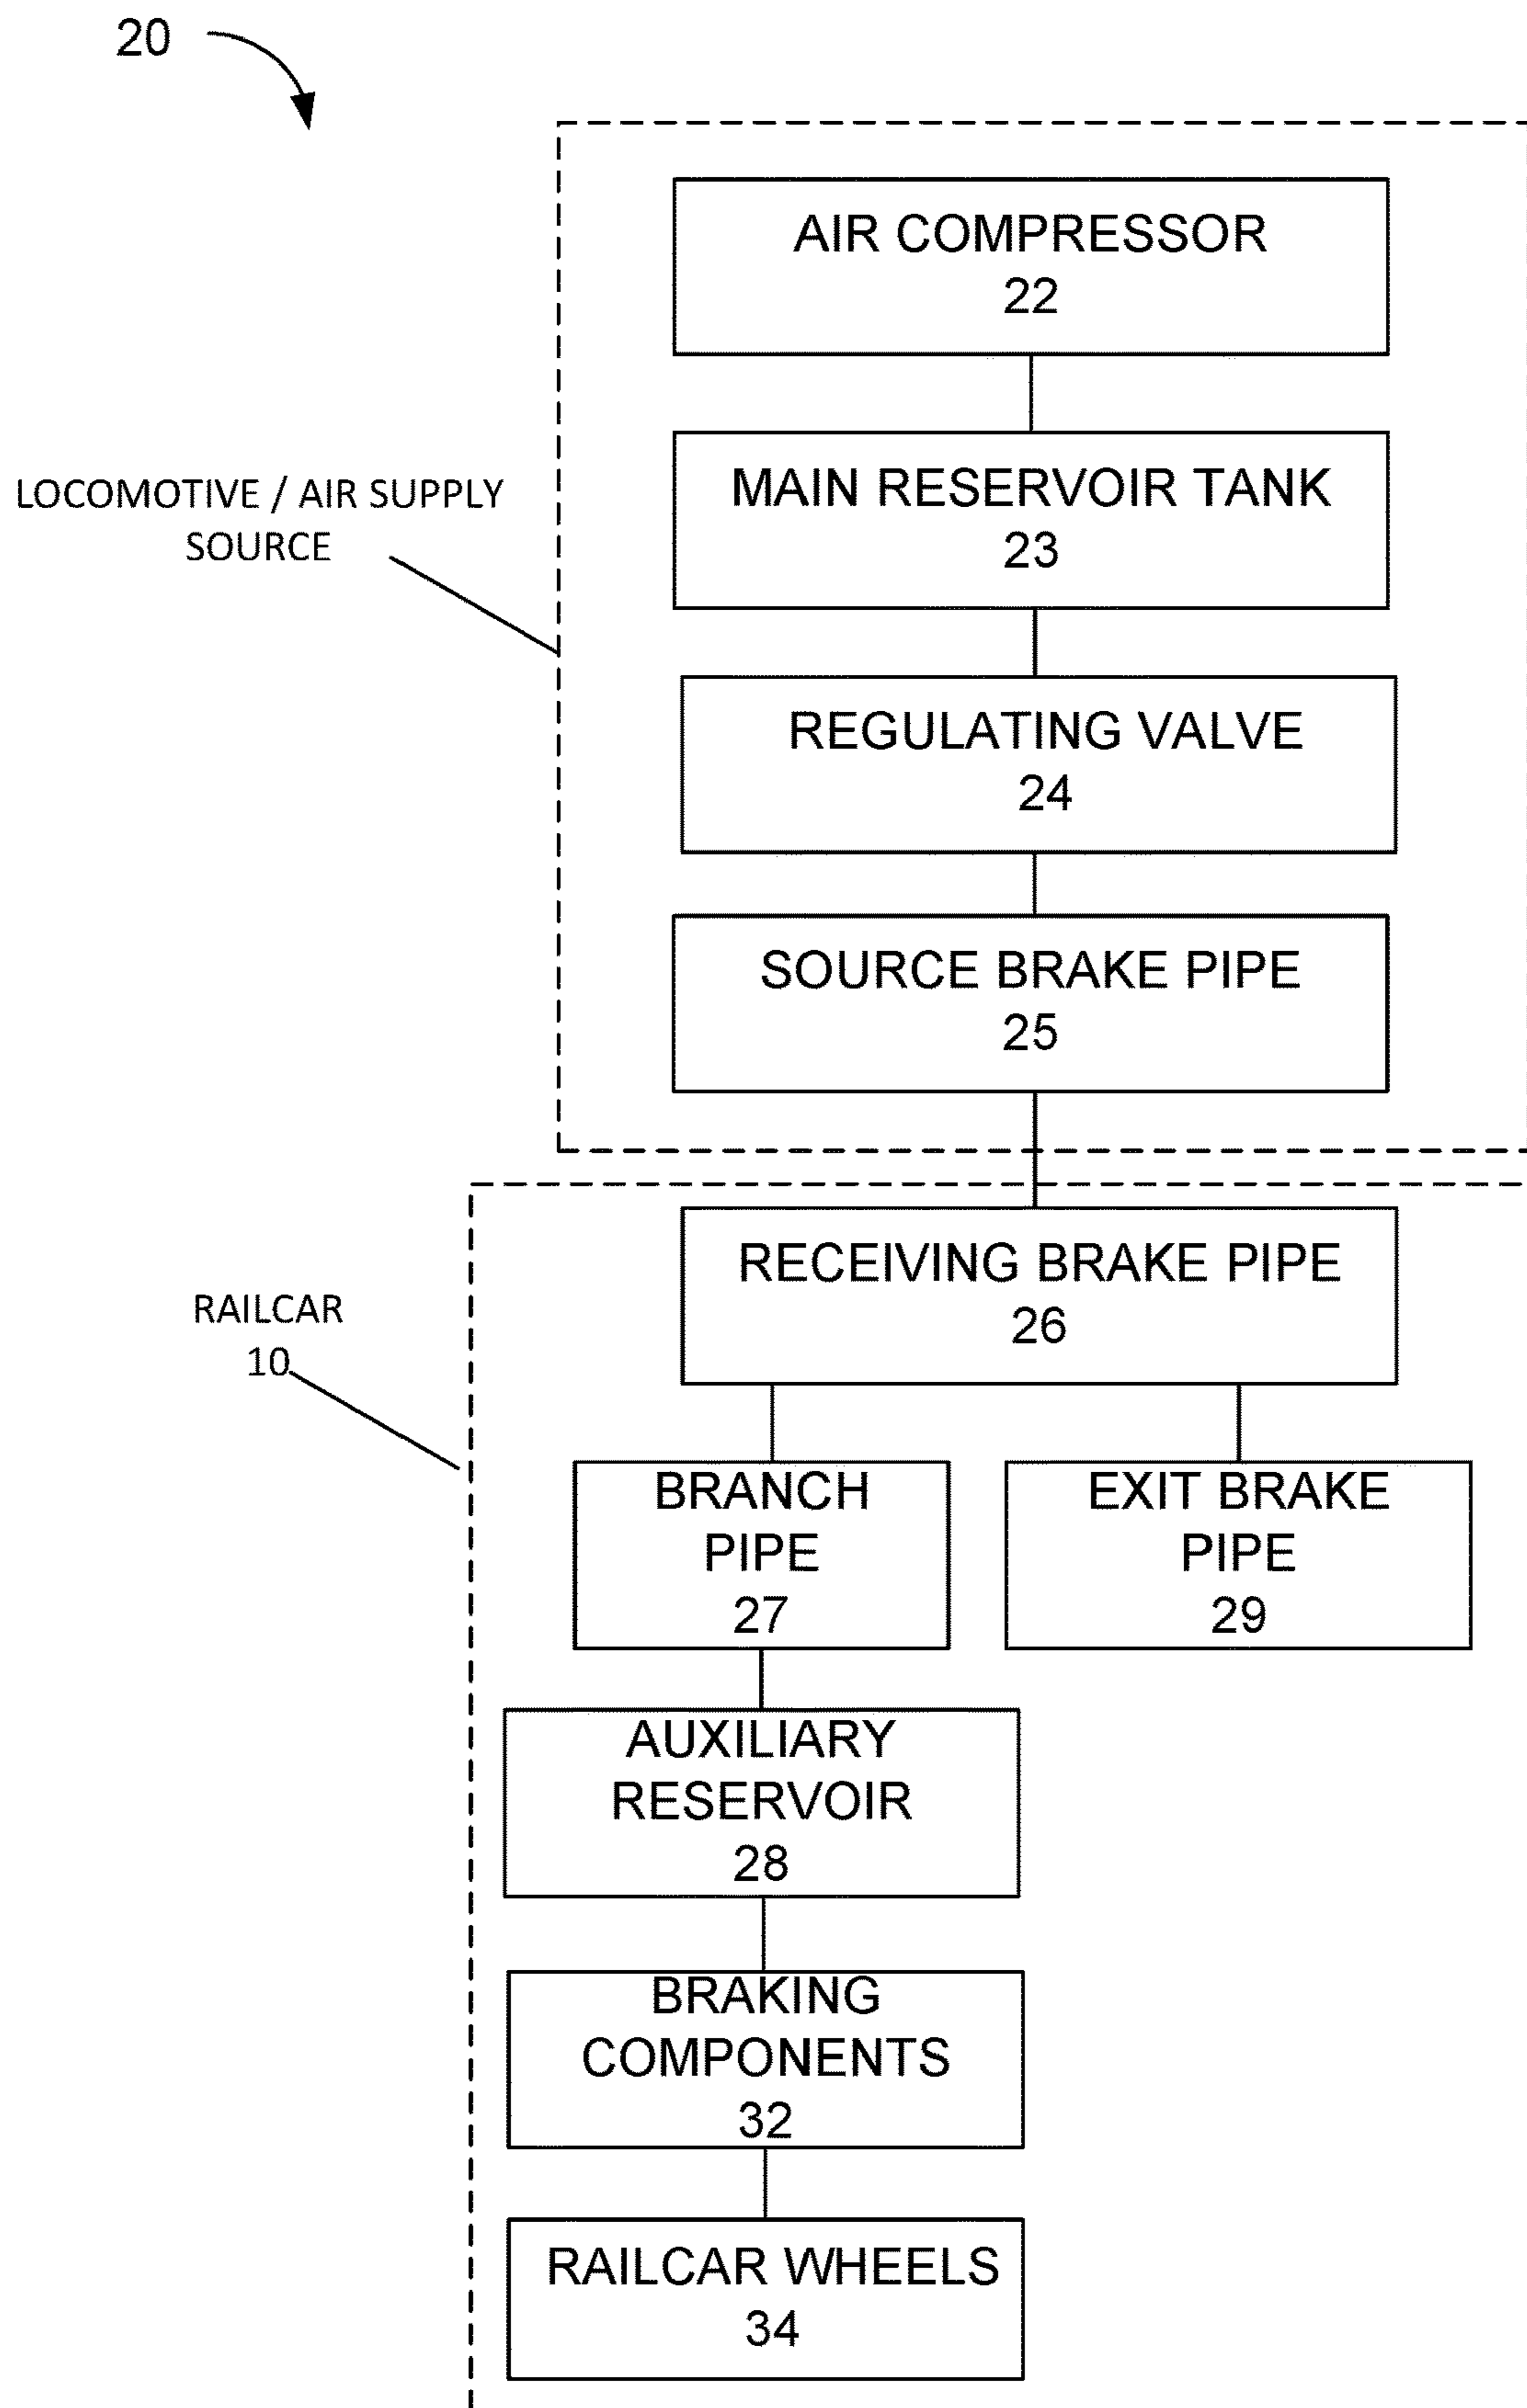 20
AIR COMPRESSOR
22
MAIN RESERVOIR TANK
23
LOCOMOTIVE / AIR SUPPLY
SOURCE
REGULATING VALVE
24
SOURCE BRAKE PIPE
25
RECEIVING BRAKE PIPE
26
RAILCAR
10
BRANCH
PIPE
27
EXIT BRAKE
PIPE
29
AUXILIARY
RESERVOIR
28
BRAKING
COMPONENTS
32
RAILCAR WHEELS
34